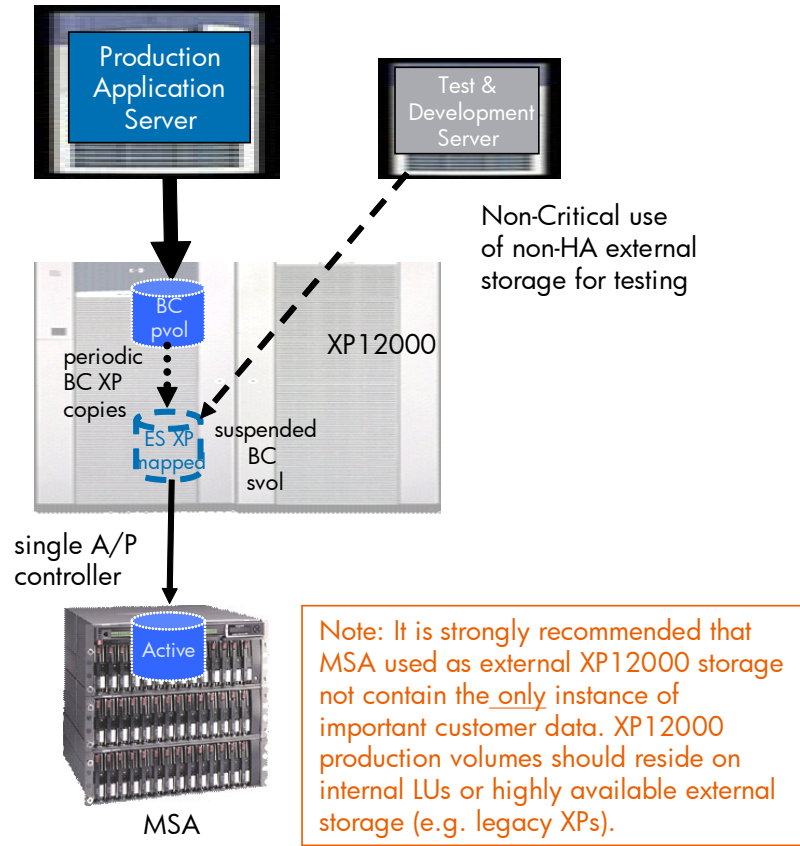 Production
Application
Server
Test &
Development
Server
Non-Critical use
of non-HA external
storage for testing
BC
pvol
XP12000
periodic
BC XP
copies
ES XP
mapped
suspended
BC
svol
single A/P
controller
Active
MSA
Note: It is strongly recommended that
MSA used as external XP12000 storage
not contain the only instance of
important customer data. XP12000
production volumes should reside on
internal LUs or highly available external
storage (e.g. legacy XPs).